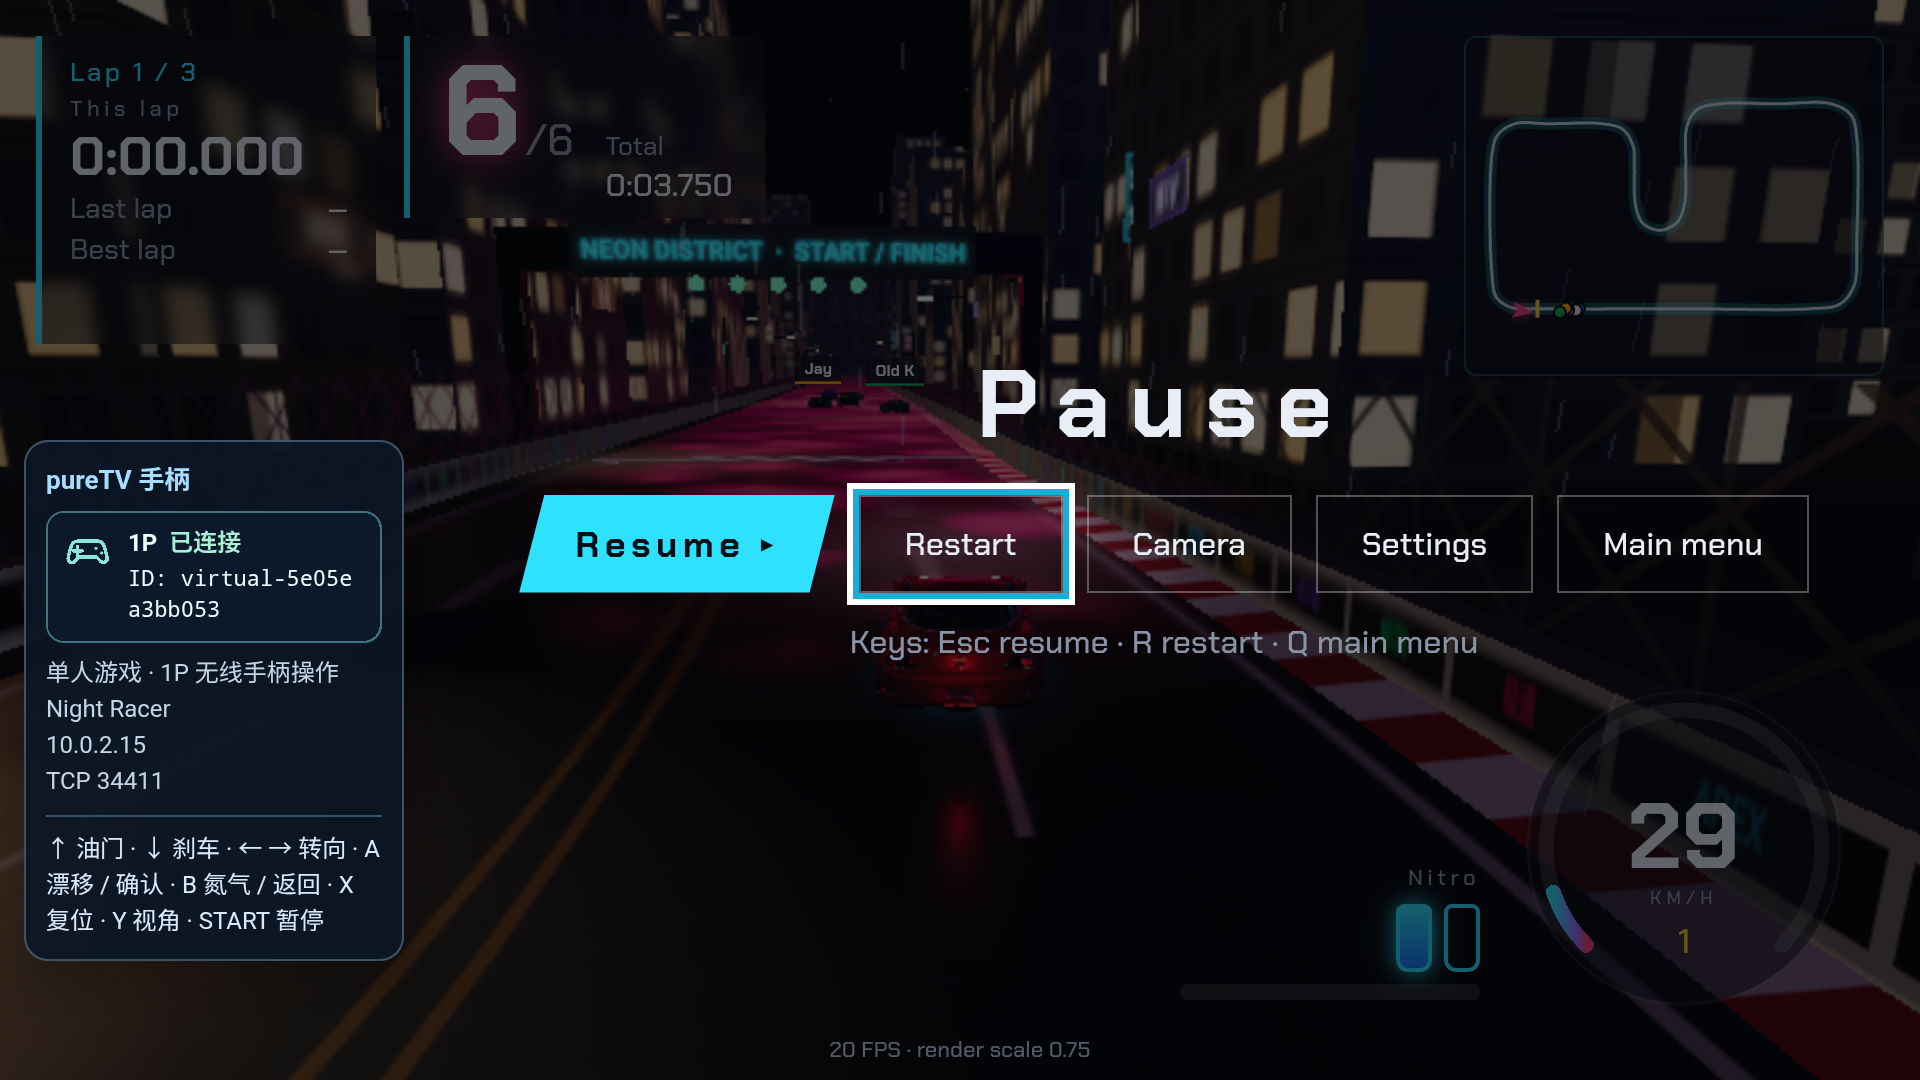 Lap 1 / 3
This lap
0:00.000
Last lap —
Best lap —
6/6
Total
0:03.750
NEON DISTRICT · START / FINISH
Jay
Old K
Pause
Resume ▸
Restart
Camera
Settings
Main menu
Keys: Esc resume · R restart · Q main menu
pureTV 手柄
1P 已连接
ID: virtual-5e05e
a3bb053
单人游戏 · 1P 无线手柄操作
Night Racer
10.0.2.15
TCP 34411
↑ 油门 · ↓ 刹车 · ←→ 转向 · A
漂移 / 确认 · B 氮气 / 返回 · X
复位 · Y 视角 · START 暂停
APEX
29
KM/H
1
Nitro
20 FPS · render scale 0.75